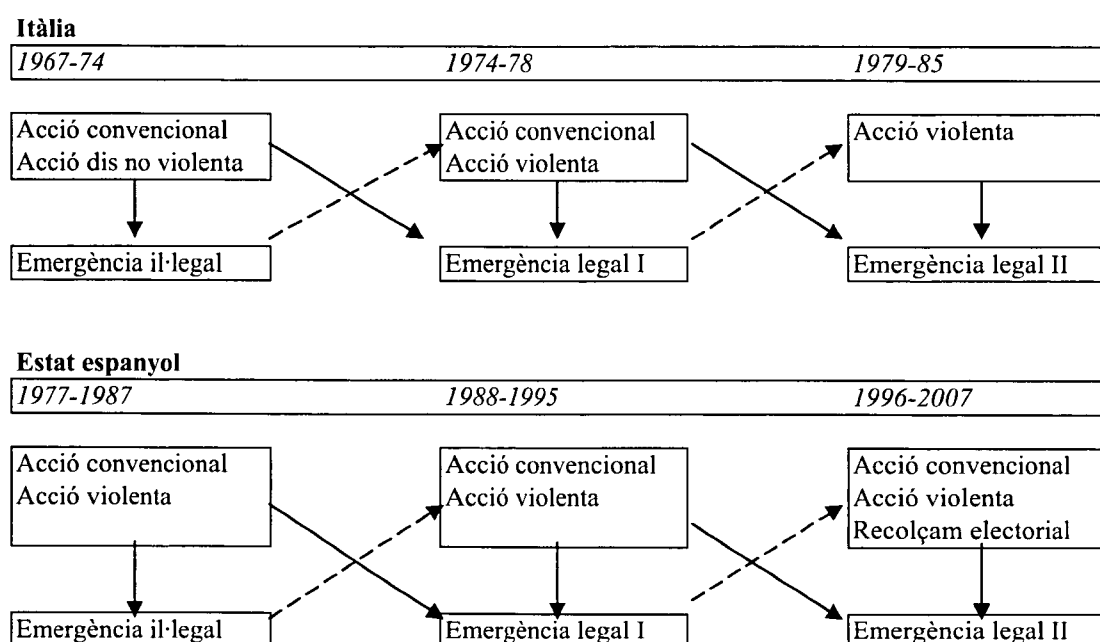 Itàlia
1967-74 1974-78 1979-85
Acció convencional Acció convencional Acció violenta
Acció dis no violenta Acció violenta
Emergència il·legal Emergència legal I Emergència legal II
Estat espanyol
1977-1987 1988-1995 1996-2007
Acció convencional Acció convencional Acció convencional
Acció violenta Acció violenta Acció violenta
Recolçam electorial
Emergència il·legal Emergència legal I Emergència legal II